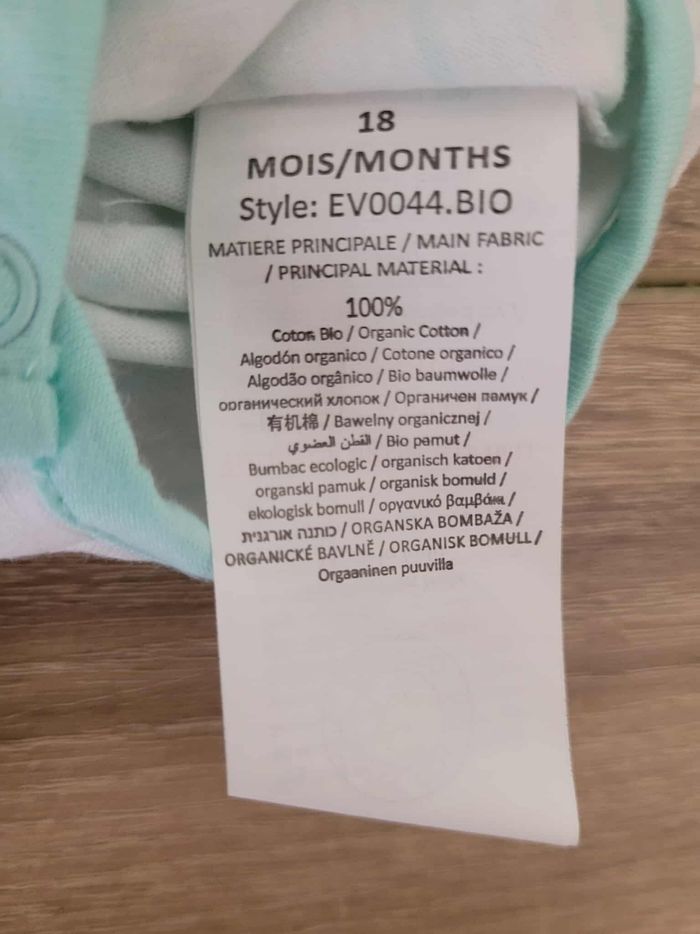 18
MOIS/MONTHS
Style: EV0044.BIO
MATIERE PRINCIPALE / MAIN FABRIC
/ PRINCIPAL MATERIAL :
100%
Coton Bio / Organic Cotton /
Algodón organico / Cotone organico /
Algodão orgânico / Bio baumwolle /
органический хлопок / Органичен памук /
有机棉 / Bawelny organicznej /
القطن العضوي / Bio pamut /
Bumbac ecologic / organisch katoen /
organski pamuk / organisk bomuld /
ekologisk bomull / οργανικό βαμβάκι /
כותנה אורגנית / ORGANSKA BOMBAŽA /
ORGANICKÉ BAVLNĚ / ORGANISK BOMULL /
Orgaaninen puuvilla